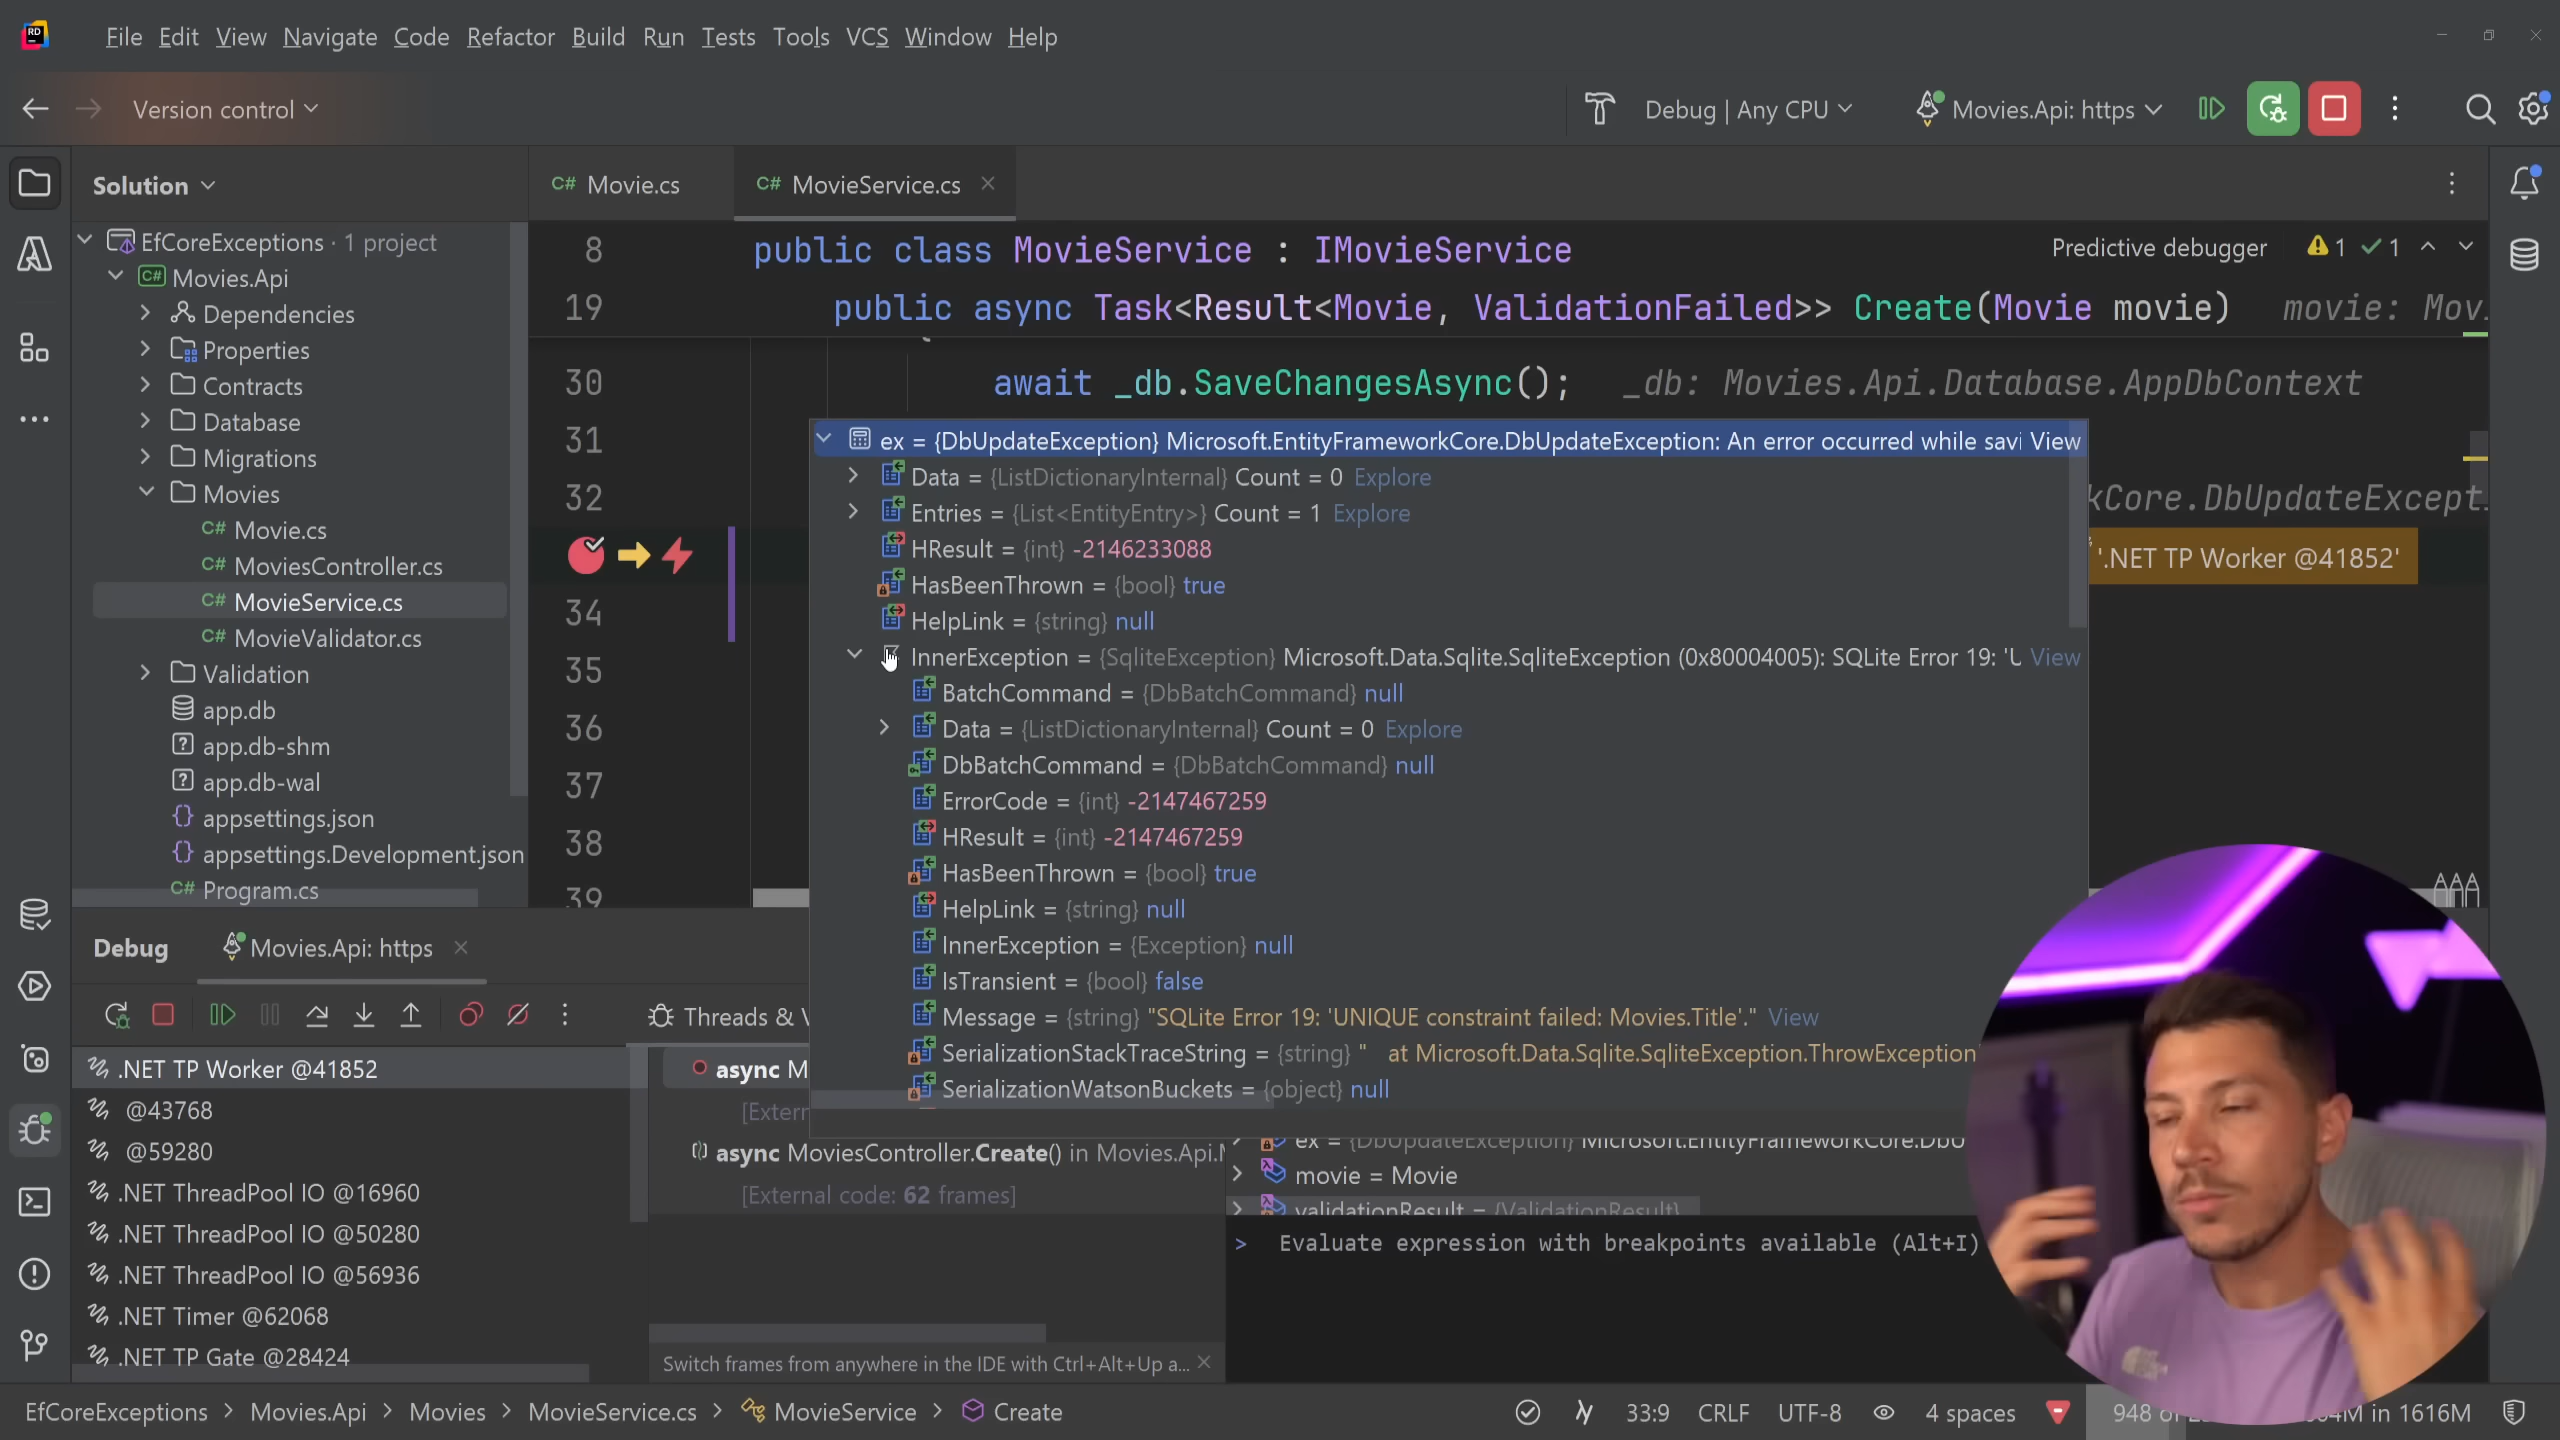 RD File Edit View Navigate Code Refactor Build Run Tests Tools VCS Window Help
Version control
Debug | Any CPU
Movies.Api: https
Solution
C# Movie.cs
C# MovieService.cs
EfCoreExceptions · 1 project
C# Movies.Api
Dependencies
Properties
Contracts
Database
Migrations
Movies
C# Movie.cs
C# MoviesController.cs
C# MovieService.cs
C# MovieValidator.cs
Validation
app.db
app.db-shm
app.db-wal
appsettings.json
appsettings.Development.json
C# Program.cs
8 public class MovieService : IMovieService
Predictive debugger 1 1
19 public async Task<Result<Movie, ValidationFailed>> Create(Movie movie) movie: Mov
30 await _db.SaveChangesAsync(); _db: Movies.Api.Database.AppDbContext
31
32
kCore.DbUpdateExcept
'.NET TP Worker @41852'
34
35
36
37
38
39
ex = {DbUpdateException} Microsoft.EntityFrameworkCore.DbUpdateException: An error occurred while savi View
Data = {ListDictionaryInternal} Count = 0 Explore
Entries = {List<EntityEntry>} Count = 1 Explore
HResult = {int} -2146233088
HasBeenThrown = {bool} true
HelpLink = {string} null
InnerException = {SqliteException} Microsoft.Data.Sqlite.SqliteException (0x80004005): SQLite Error 19: 'U View
BatchCommand = {DbBatchCommand} null
Data = {ListDictionaryInternal} Count = 0 Explore
DbBatchCommand = {DbBatchCommand} null
ErrorCode = {int} -2147467259
HResult = {int} -2147467259
HasBeenThrown = {bool} true
HelpLink = {string} null
InnerException = {Exception} null
IsTransient = {bool} false
Message = {string} "SQLite Error 19: 'UNIQUE constraint failed: Movies.Title'." View
SerializationStackTraceString = {string} " at Microsoft.Data.Sqlite.SqliteException.ThrowException
SerializationWatsonBuckets = {object} null
Debug
Movies.Api: https
Threads & V
.NET TP Worker @41852
@43768
@59280
.NET ThreadPool IO @16960
.NET ThreadPool IO @50280
.NET ThreadPool IO @56936
.NET Timer @62068
.NET TP Gate @28424
async M
[Extern
async MoviesController.Create() in Movies.Api.M
[External code: 62 frames]
Switch frames from anywhere in the IDE with Ctrl+Alt+Up a...
ex = {DbUpdateException} Microsoft.EntityFrameworkCore.DbU
movie = Movie
validationResult = {ValidationResult}
> Evaluate expression with breakpoints available (Alt+I)
EfCoreExceptions > Movies.Api > Movies > MovieService.cs > MovieService > Create
33:9 CRLF UTF-8 4 spaces 948 of in 1616M